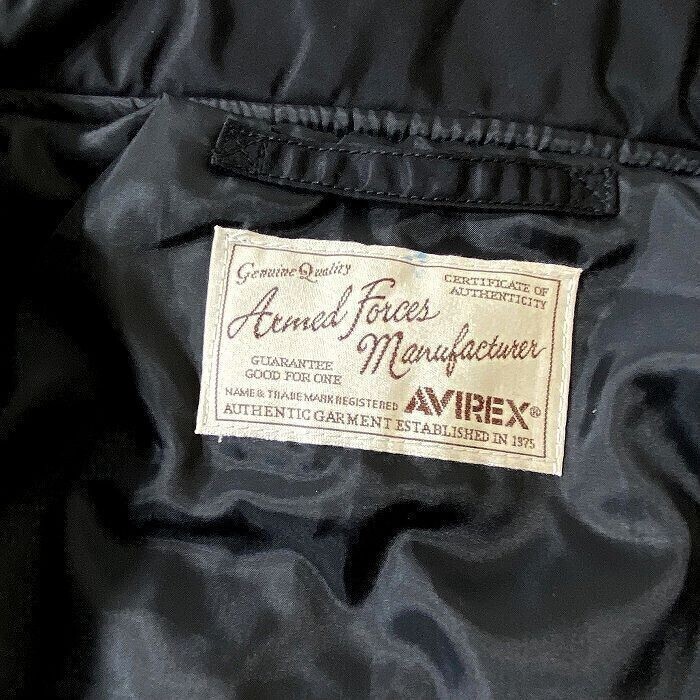 Genuine Quality
CERTIFICATE OF
AUTHENTICITY
Armed Forces
Manufacturer
GUARANTEE
GOOD FOR ONE
NAME & TRADE MARK REGISTERED
AVIREX®
AUTHENTIC GARMENT ESTABLISHED IN 1975